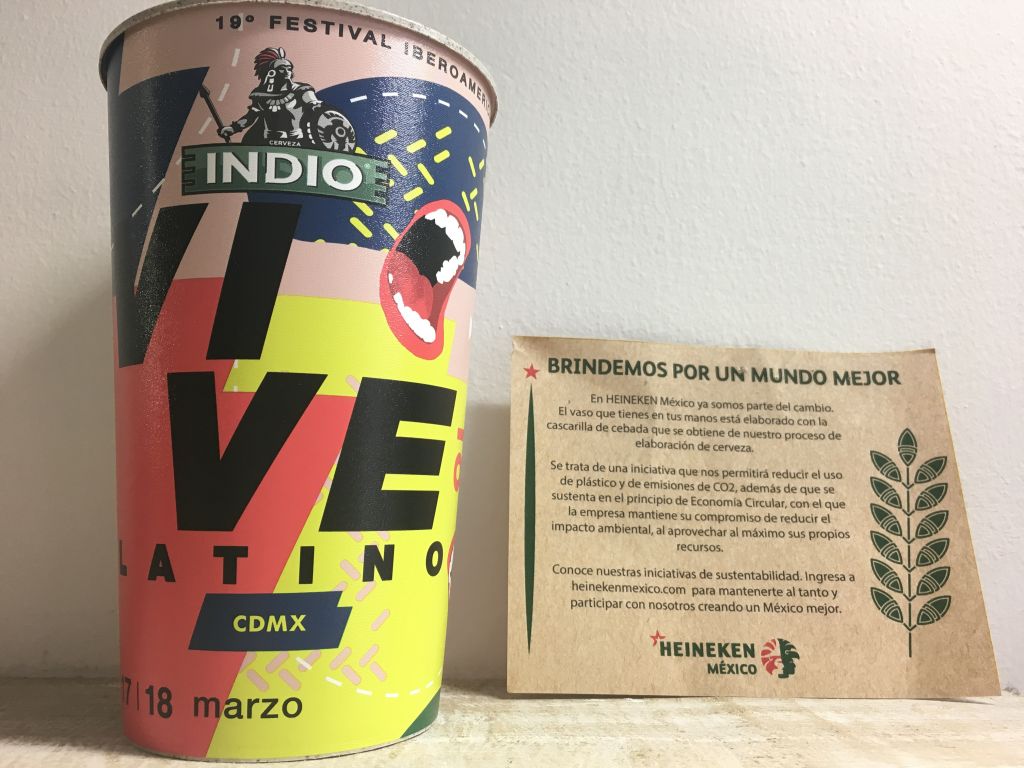 19º FESTIVAL IBEROAMERI
CERVEZA
INDIO
VI
VE
LATINO
CDMX
17|18 marzo
BRINDEMOS POR UN MUNDO MEJOR
En HEINEKEN México ya somos parte del cambio.
El vaso que tienes en tus manos está elaborado con la
cascarilla de cebada que se obtiene de nuestro proceso de
elaboración de cerveza.
Se trata de una iniciativa que nos permitirá reducir el uso
de plástico y de emisiones de CO2, además de que se
sustenta en el principio de Economía Circular, con el que
la empresa mantiene su compromiso de reducir el
impacto ambiental, al aprovechar al máximo sus propios
recursos.
Conoce nuestras iniciativas de sustentabilidad. Ingresa a
heinekenmexico.com para mantenerte al tanto y
participar con nosotros creando un México mejor.
HEINEKEN
MÉXICO